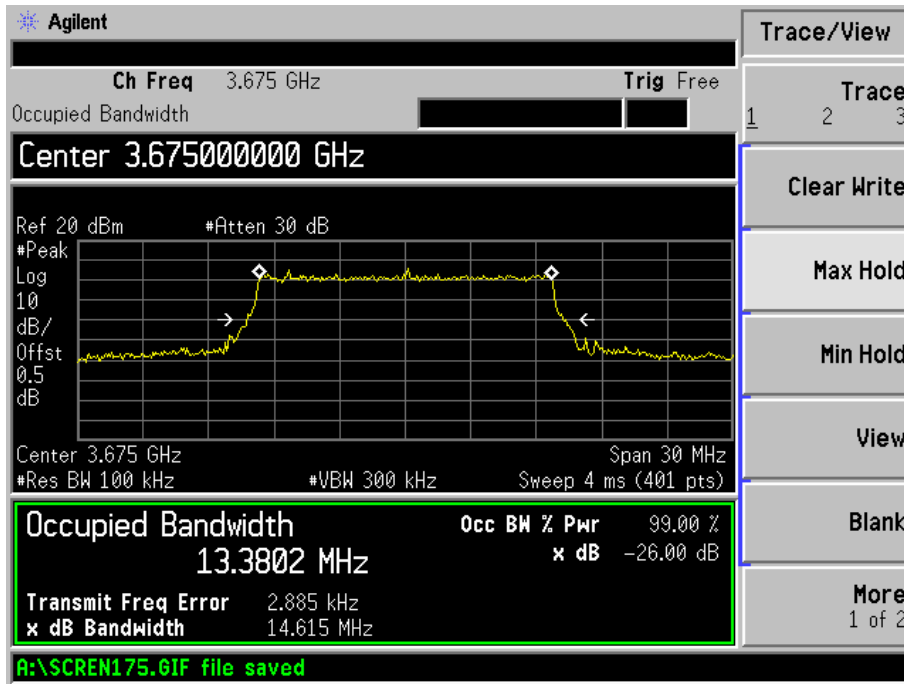 Agilent
Trace/View
Ch Freq 3.675 GHz Trig Free
Occupied Bandwidth
Center 3.675000000 GHz
Ref 20 dBm #Atten 30 dB
#Peak
Log
10
dB/
Offst
0.5
dB
Center 3.675 GHz Span 30 MHz
#Res BW 100 kHz #VBW 300 kHz Sweep 4 ms (401 pts)
Occupied Bandwidth
13.3802 MHz
Occ BW % Pwr 99.00 %
x dB -26.00 dB
Transmit Freq Error 2.885 kHz
x dB Bandwidth 14.615 MHz
A:\SCREN175.GIF file saved
Trace
1 2 3
Clear Write
Max Hold
Min Hold
View
Blank
More
1 of 2